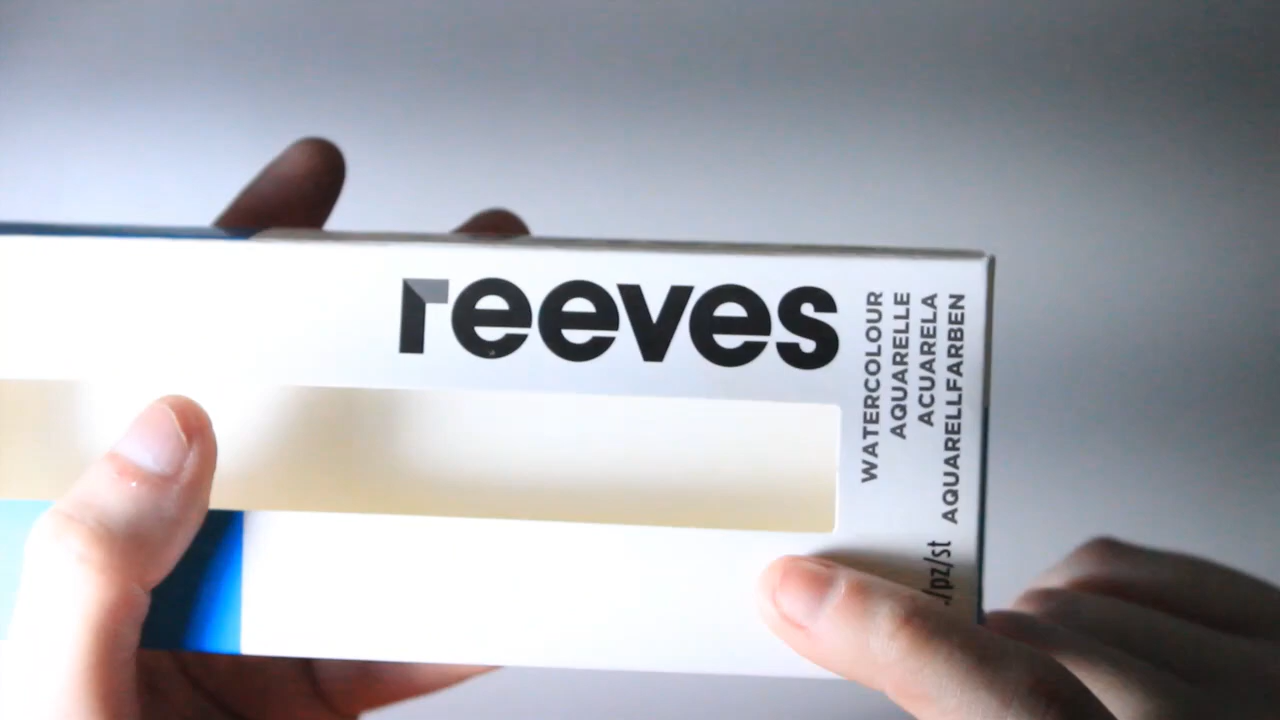 reeves
WATERCOLOUR
AQUARELLE
ACUARELA
AQUARELLFARBEN
./pz/st